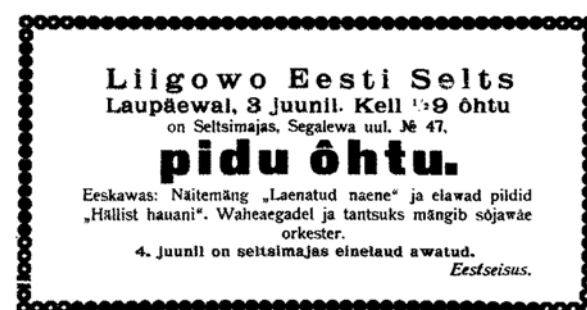 Liigowo Eesti Selts
Laupäewal, 3 juunil. Kell ½9 ôhtu
on Seltsimajas, Segalewa uul. № 47,
pidu ôhtu.
Eeskawas: Näitemäng „Laenatud naene“ ja elawad pildid
„Hällist hauani“. Waheaegadel ja tantsuks mängib sõjawäe
orkester.
4. juunil on seltsimajas einelaud awatud.
Eestseisus.